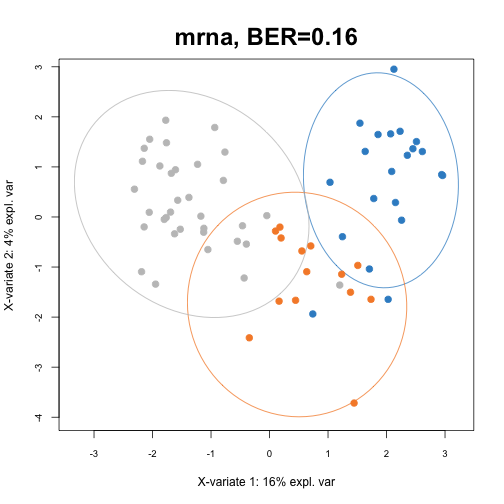 mrna, BER=0.16
X-variate 2: 4% expl. var
3
2
1
0
-1
-2
-3
-4
-3 -2 -1 0 1 2 3
X-variate 1: 16% expl. var